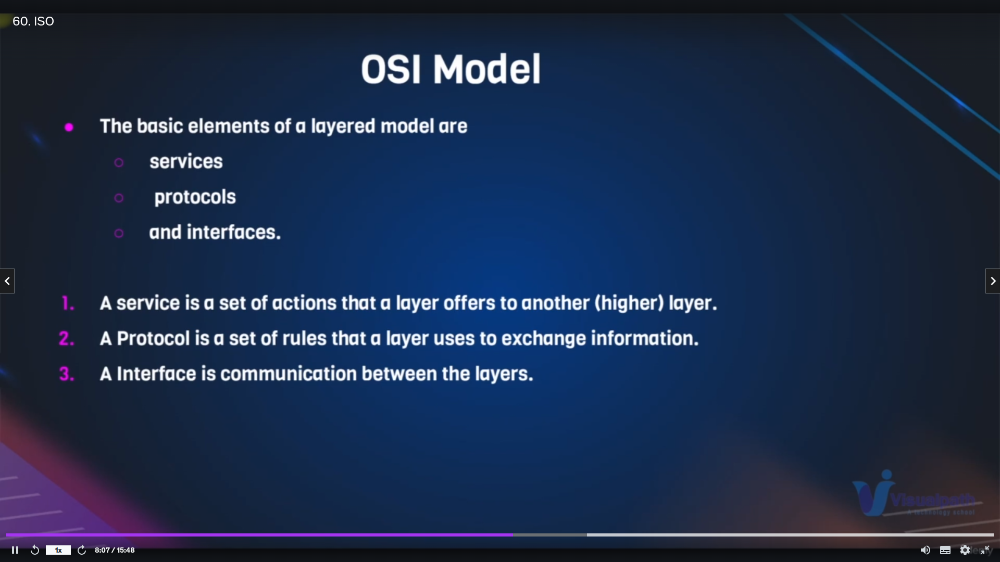 60. ISO
OSI Model
The basic elements of a layered model are
services
protocols
and interfaces.
1. A service is a set of actions that a layer offers to another (higher) layer.
2. A Protocol is a set of rules that a layer uses to exchange information.
3. A Interface is communication between the layers.
Visualpath
A technology school
1x
8:07 / 15:48